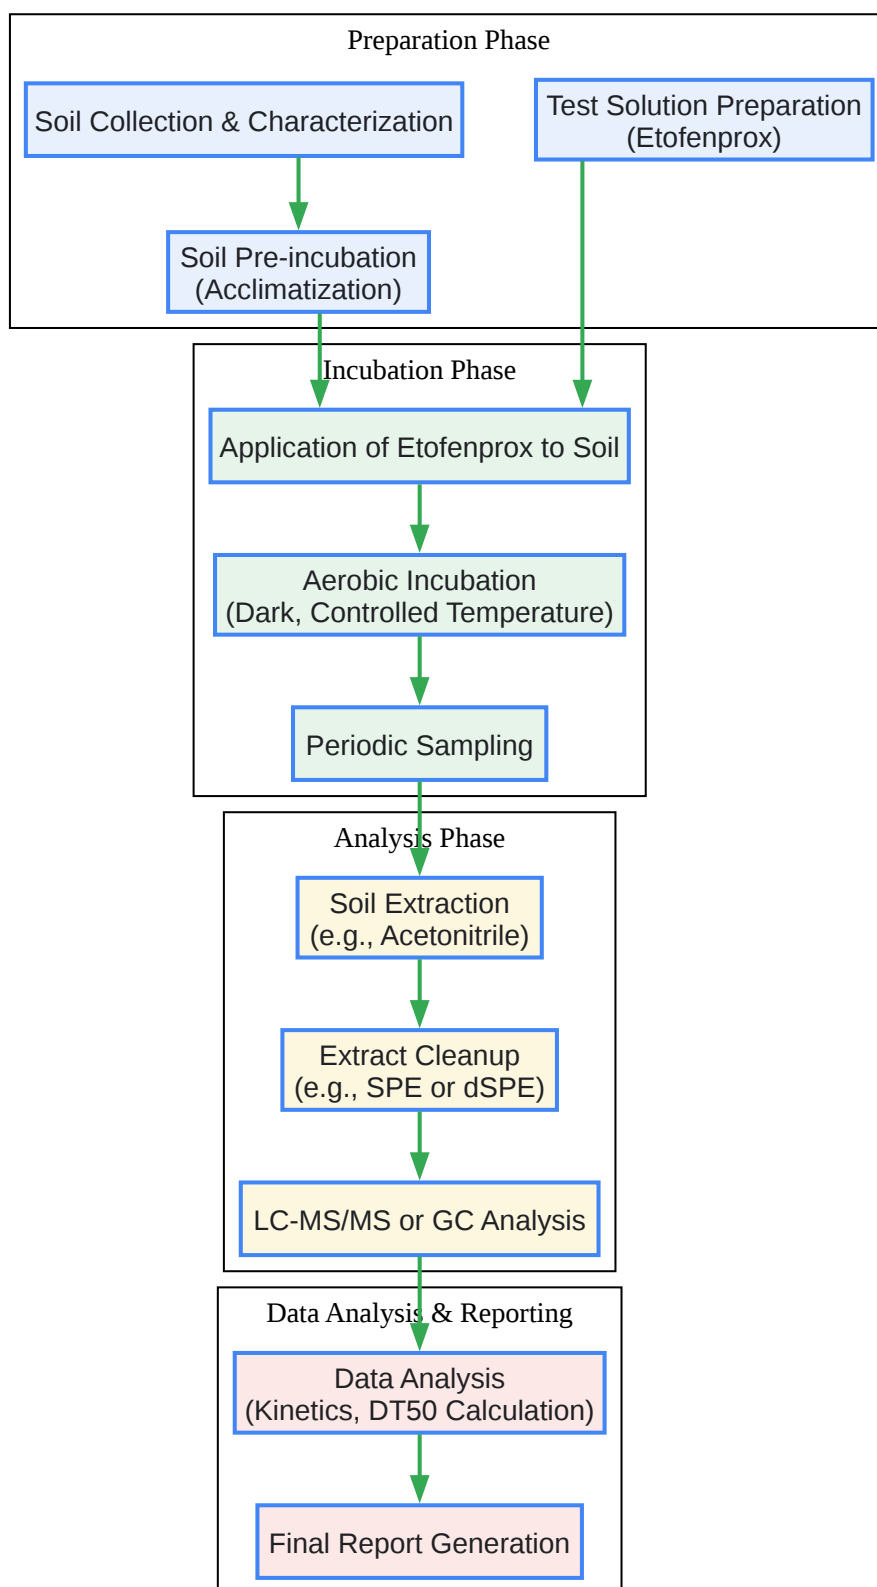 Preparation Phase
Soil Collection & Characterization
Test Solution Preparation
(Etofenprox)
Soil Pre-incubation
(Acclimatization)
Incubation Phase
Application of Etofenprox to Soil
Aerobic Incubation
(Dark, Controlled Temperature)
Periodic Sampling
Analysis Phase
Soil Extraction
(e.g., Acetonitrile)
Extract Cleanup
(e.g., SPE or dSPE)
LC-MS/MS or GC Analysis
Data Analysis & Reporting
Data Analysis
(Kinetics, DT50 Calculation)
Final Report Generation